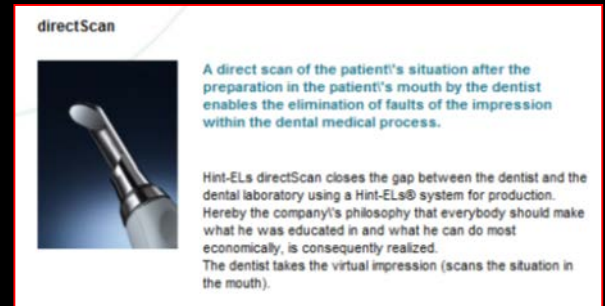 directScan
A direct scan of the patient\'s situation after the
preparation in the patient\'s mouth by the dentist
enables the elimination of faults of the impression
within the dental medical process.
Hint-ELs directScan closes the gap between the dentist and the
dental laboratory using a Hint-ELs® system for production.
Hereby the company\'s philosophy that everybody should make
what he was educated in and what he can do most
economically, is consequently realized.
The dentist takes the virtual impression (scans the situation in
the mouth).